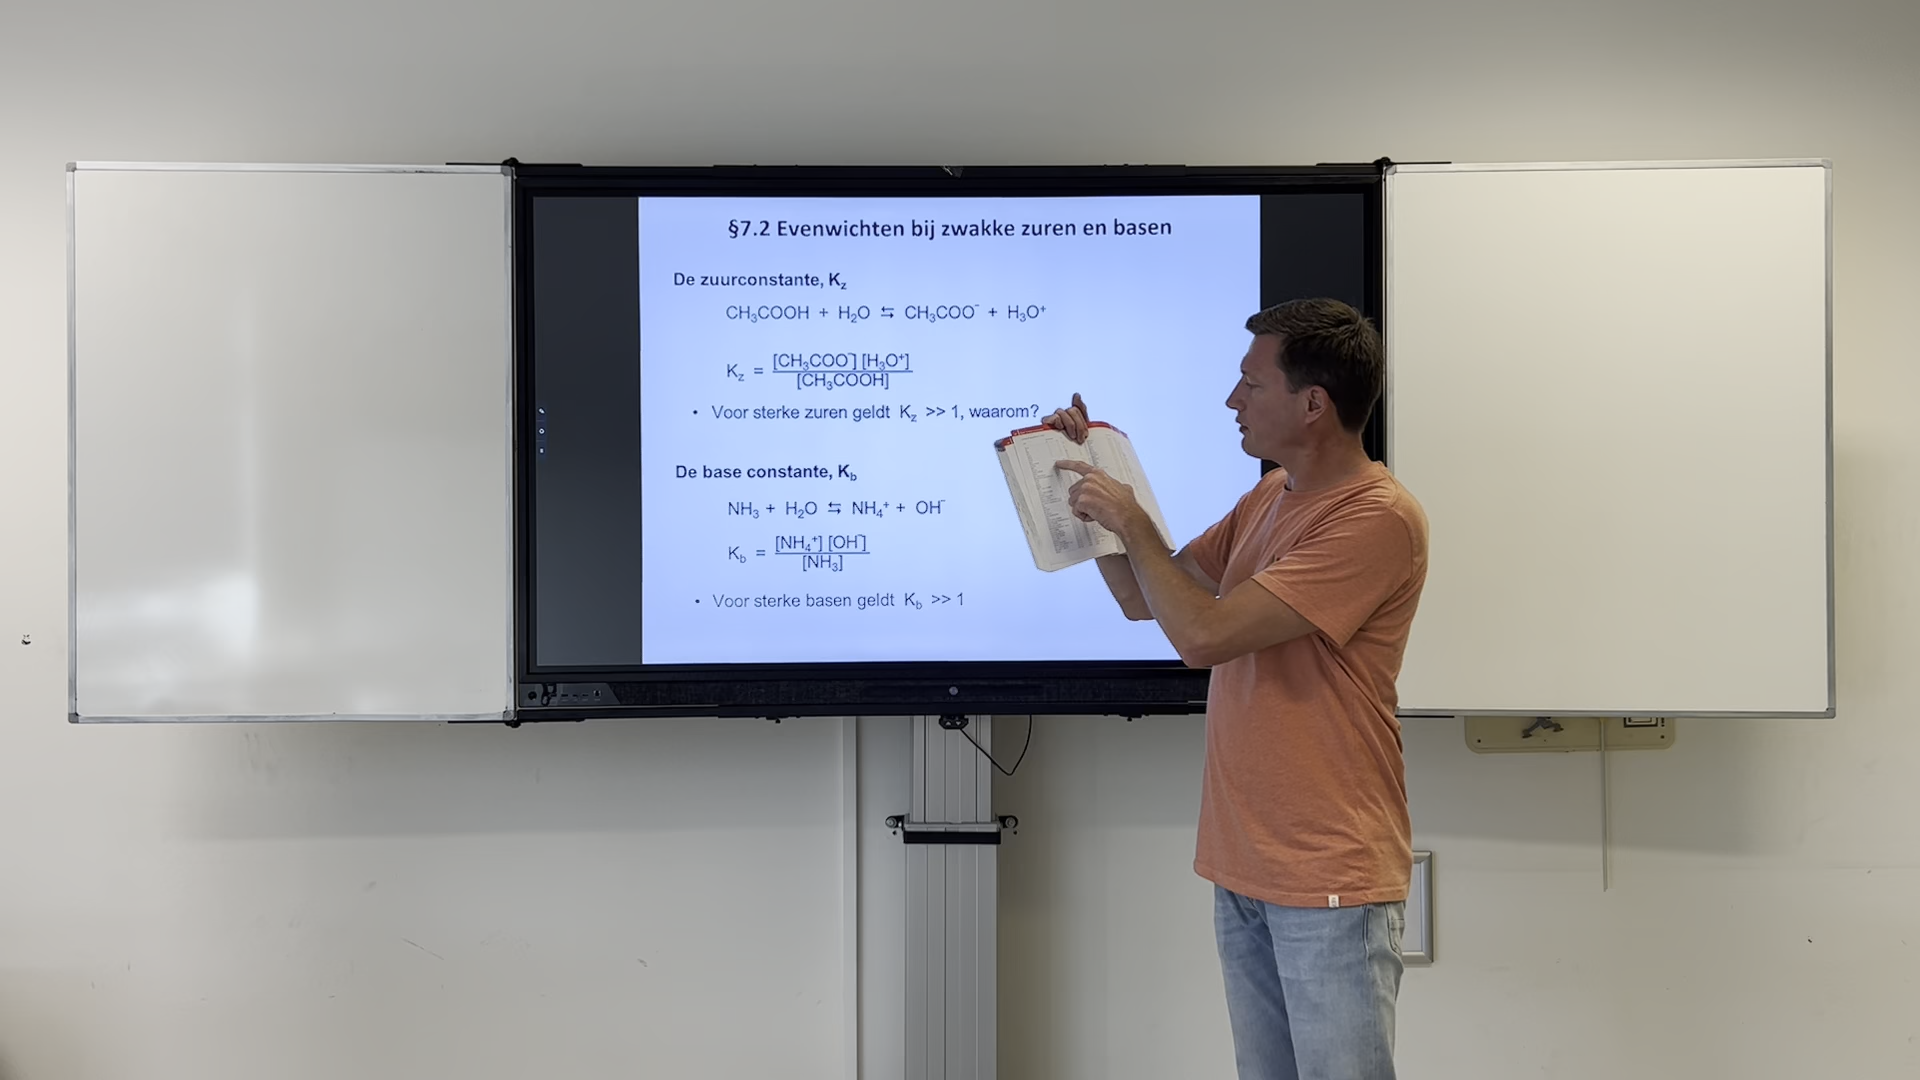 §7.2 Evenwichten bij zwakke zuren en basen
De zuurconstante, Kz
CH₃COOH + H₂O ⇆ CH₃COO⁻ + H₃O⁺
Kz = [CH₃COO⁻] [H₃O⁺]
[CH₃COOH]
• Voor sterke zuren geldt Kz >> 1, waarom?
De base constante, Kb
NH₃ + H₂O ⇆ NH₄⁺ + OH⁻
Kb = [NH₄⁺] [OH⁻]
[NH₃]
• Voor sterke basen geldt Kb >> 1